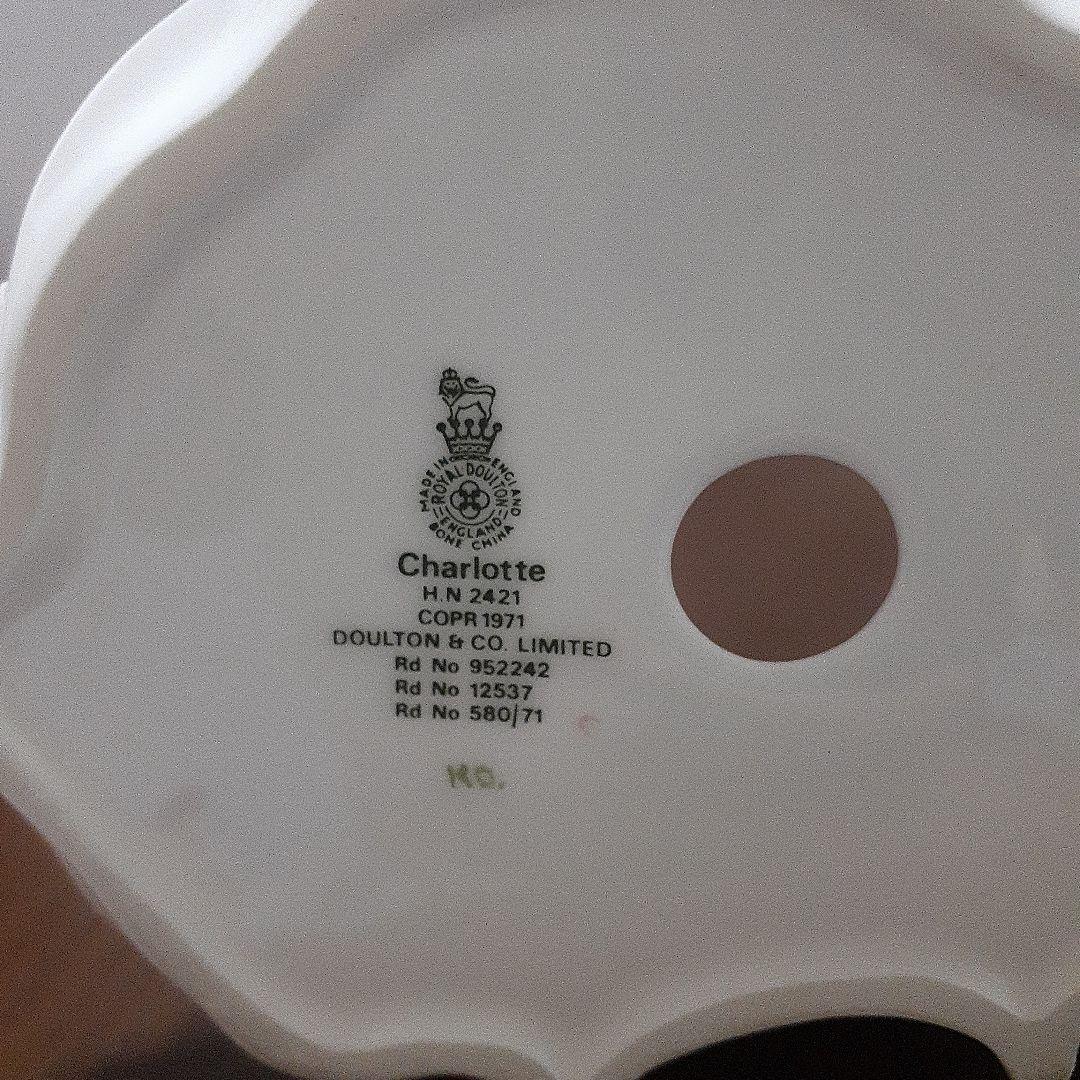 MADE IN ENGLAND
ROYAL DOULTON
ENGLAND
BONE CHINA
Charlotte
H.N 2421
COPR 1971
DOULTON & CO. LIMITED
Rd No 952242
Rd No 12537
Rd No 580/71